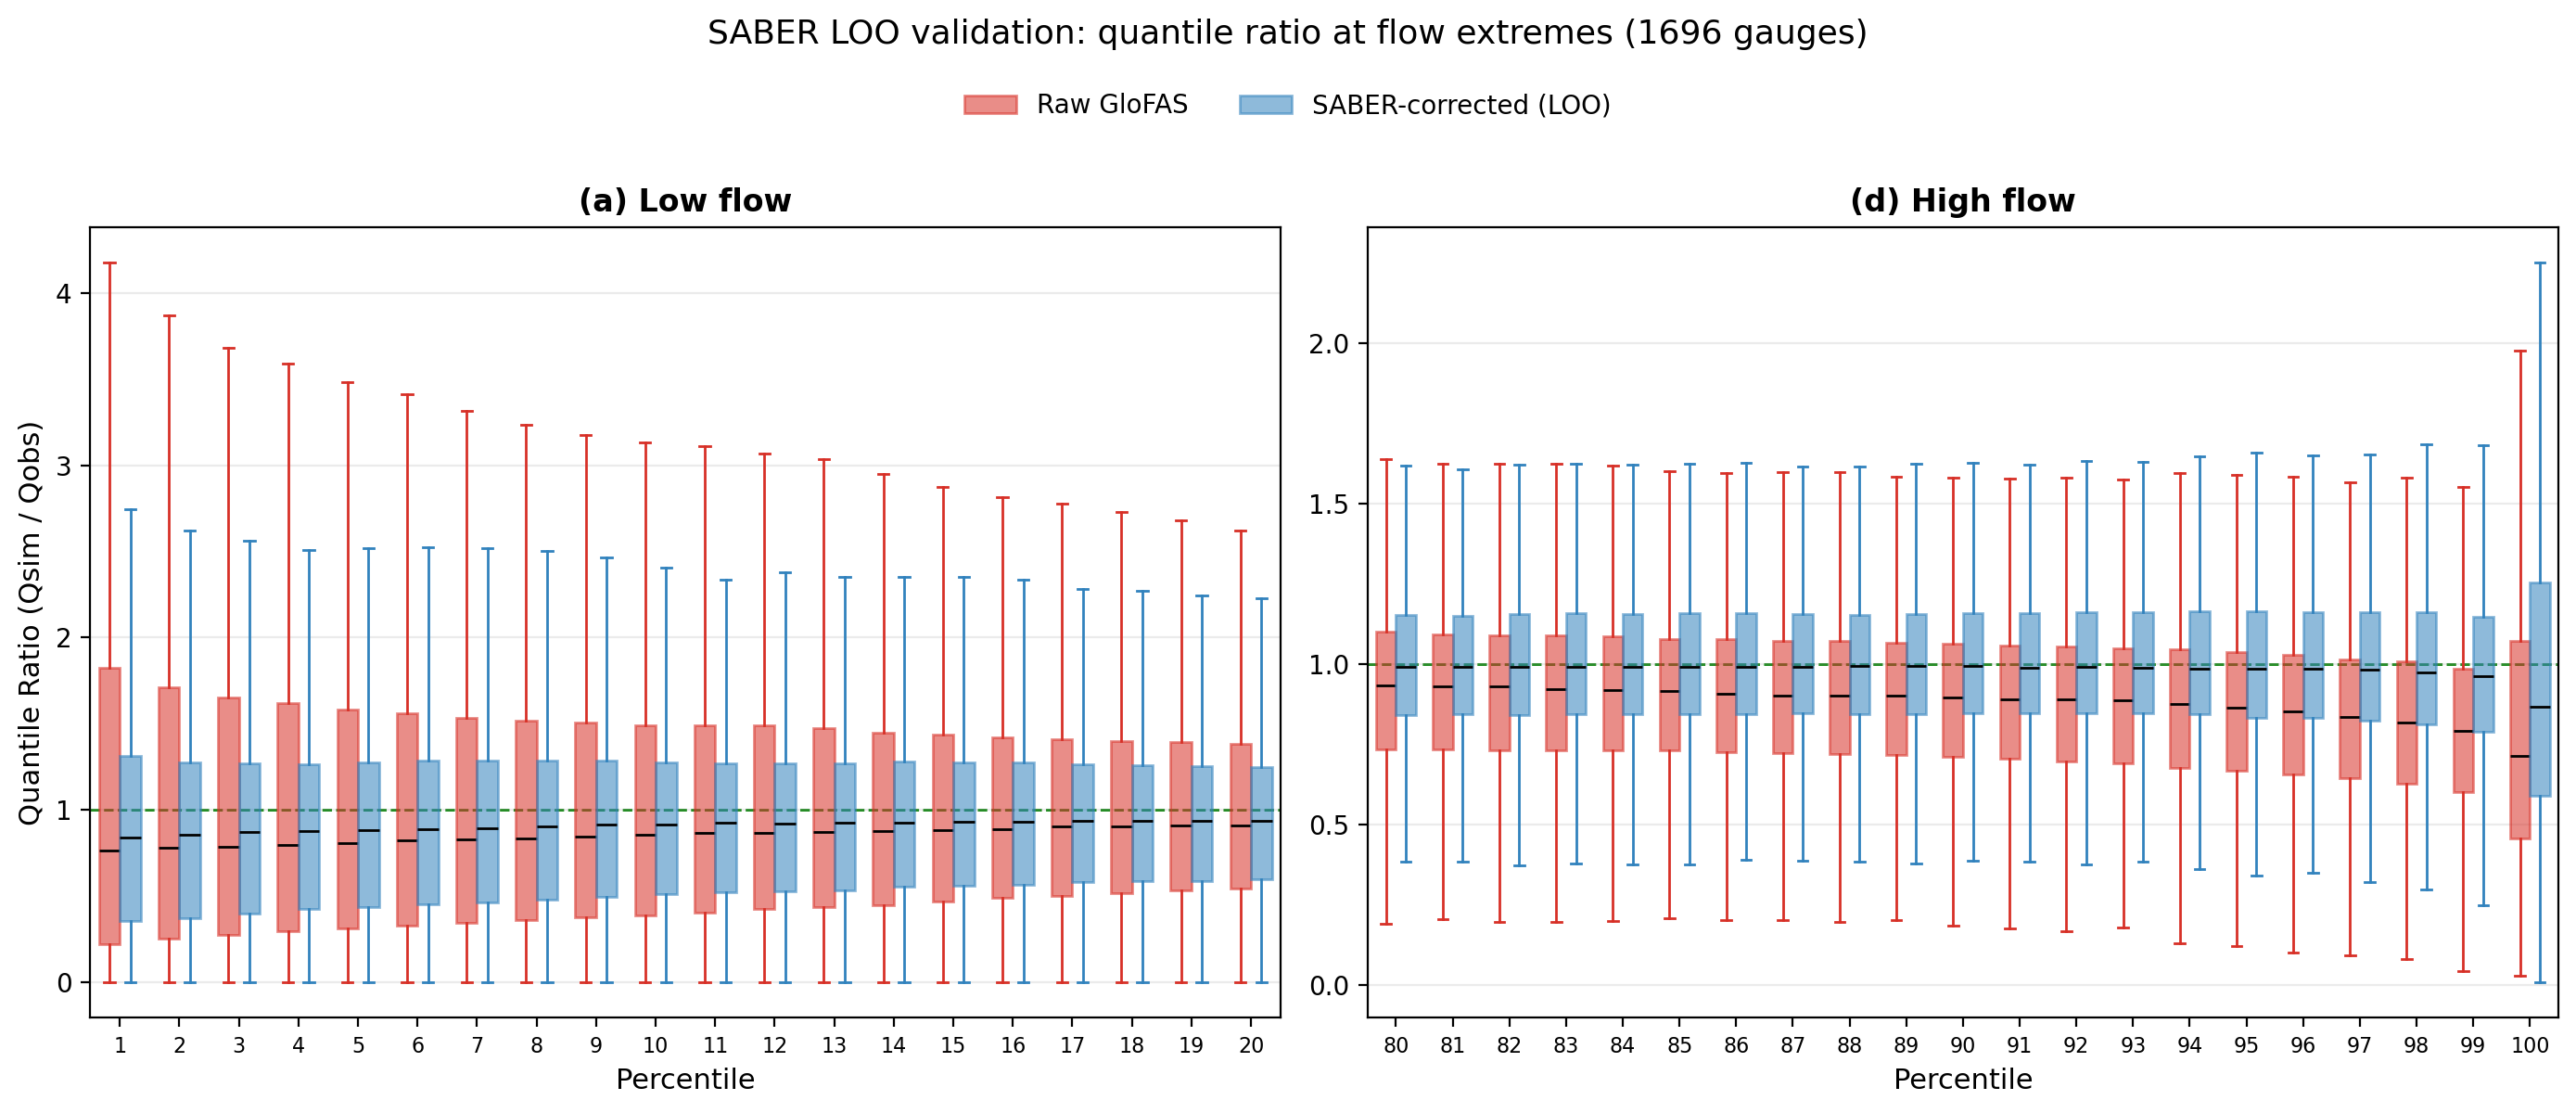 SABER LOO validation: quantile ratio at flow extremes (1696 gauges)
Raw GloFAS SABER-corrected (LOO)
(a) Low flow
Quantile Ratio (Qsim / Qobs)
4
3
2
1
0
1 2 3 4 5 6 7 8 9 10 11 12 13 14 15 16 17 18 19 20
Percentile
(d) High flow
2.0
1.5
1.0
0.5
0.0
80 81 82 83 84 85 86 87 88 89 90 91 92 93 94 95 96 97 98 99 100
Percentile